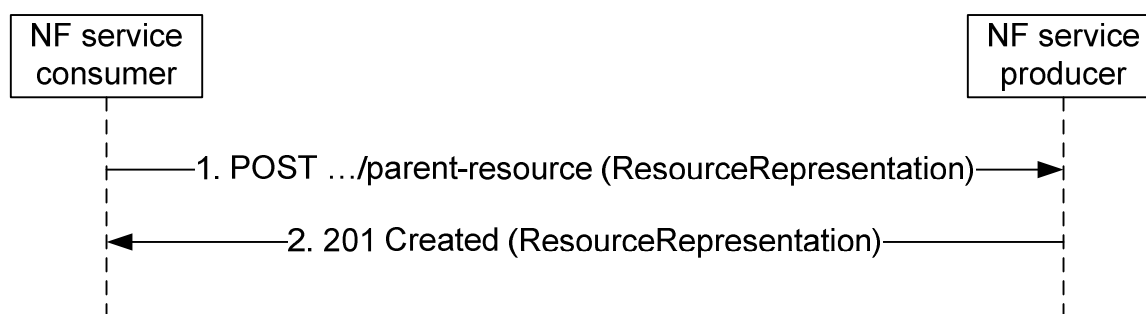 NF service
consumer
NF service
producer
1. POST …/parent-resource (ResourceRepresentation)
2. 201 Created (ResourceRepresentation)